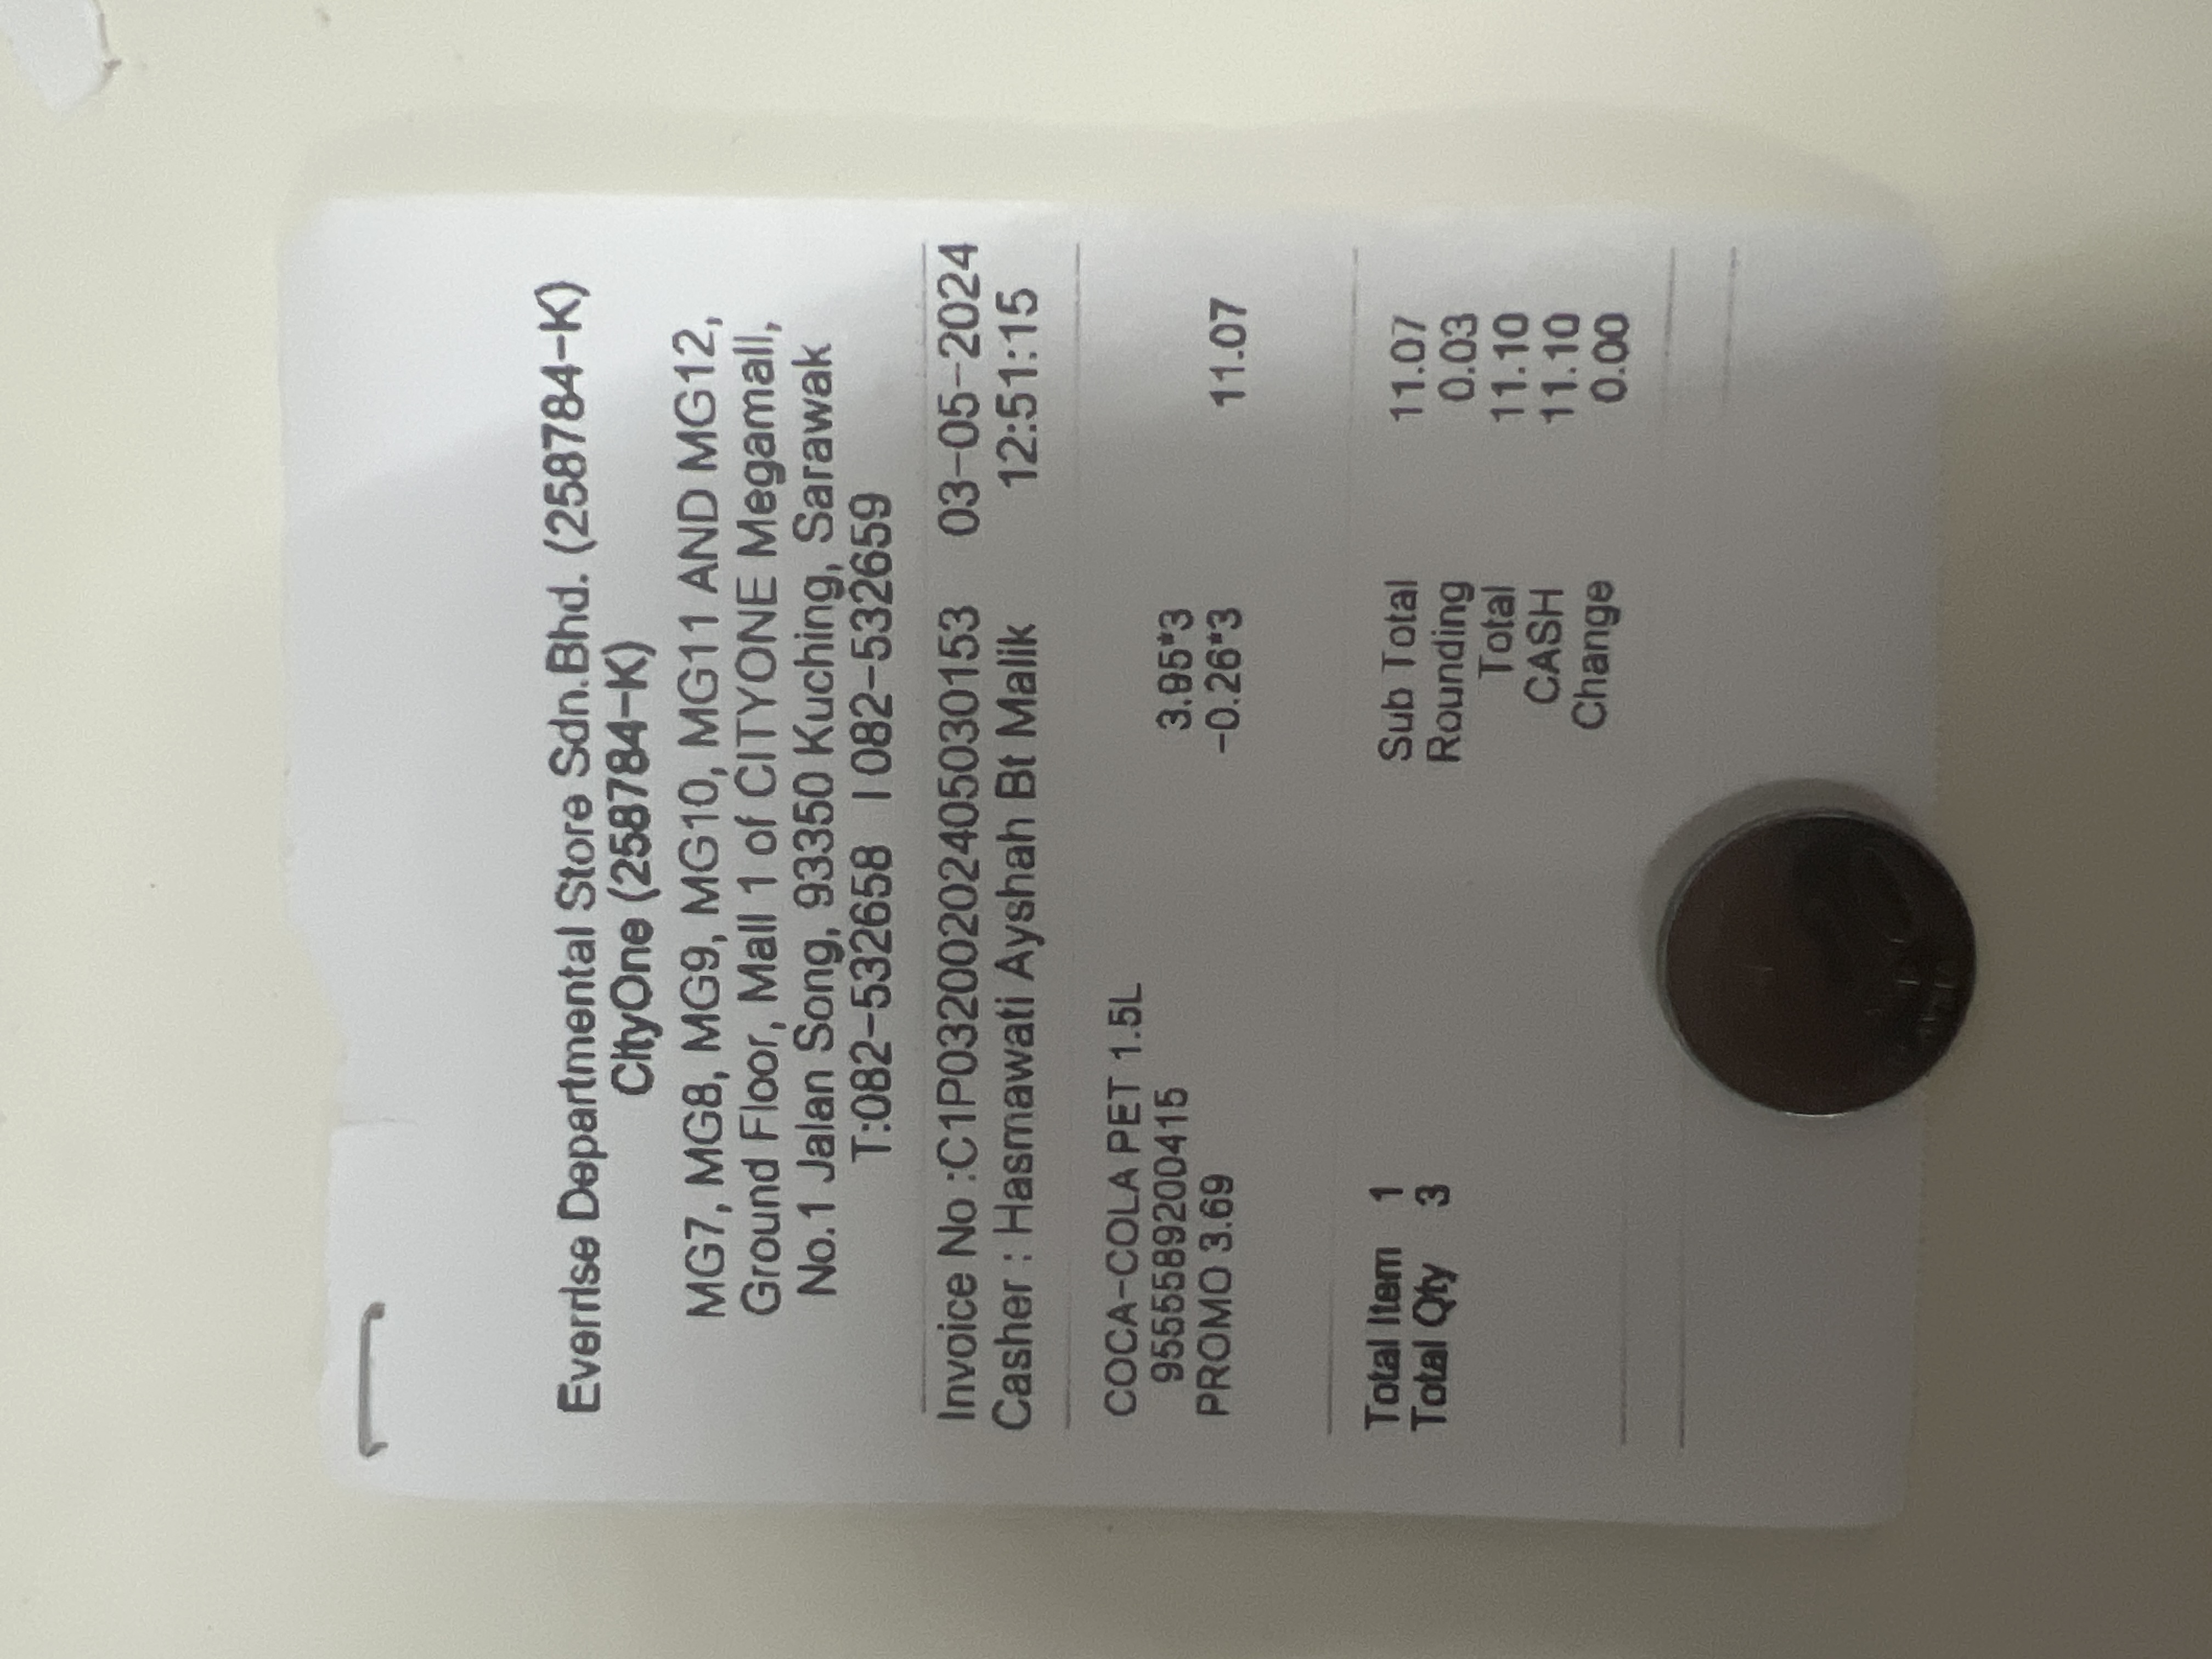 Everrise Departmental Store Sdn.Bhd. (258784-K)
CityOne (258784-K)
MG7, MG8, MG9, MG10, MG11 AND MG12,
Ground Floor, Mall 1 of CITYONE Megamall,
No.1 Jalan Song, 93350 Kuching, Sarawak
T:082-532658 I 082-532659
Invoice No :C1P03200202405030153 03-05-2024
Casher : Hasmawati Ayshah Bt Malik 12:51:15
COCA-COLA PET 1.5L
9555589200415 3.95*3
PROMO 3.69 -0.26*3 11.07
Total Item 1 Sub Total 11.07
Total Qty 3 Rounding 0.03
Total 11.10
CASH 11.10
Change 0.00